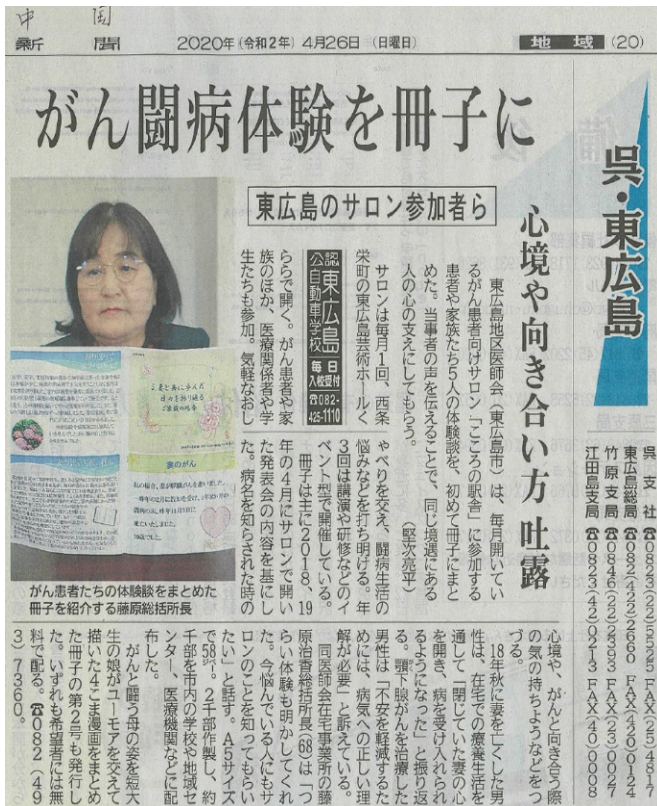 中国
新聞
2020年(令和2年)4月26日(日曜日)
地域
(20)
呉・東広島
呉支社☎0823(25)4817
東広島総局☎082(422)2660 FAX(420)0124
竹原支局☎0846(22)2693 FAX(23)0027
江田島支局☎0823(42)0213 FAX(40)0008
がん闘病体験を冊子に
東広島のサロン参加者ら
心境や向き合い方 吐露
東広島地区医師会(東広島市)は、毎月開いてい
るがん患者向けサロン「こころの駅舎」に参加する
患者や家族たち5人の体験談を、初めて冊子にまと
めた。当事者の声を伝えることで、同じ境遇にある
人の心の支えにしてもらう。(堅次亮平)
サロンは毎月1回、西条
栄町の東広島芸術ホールく
ららで開く。がん患者や家
族のほか、医療関係者や学
生たちも参加。気軽なおし
ゃべりを交え、闘病生活の
悩みなどを打ち明ける。年
3回は講演や研修などのイ
ベント型で開催している。
冊子は主に2018、19
年の4月にサロンで開い
た発表会の内容を基にし
た。病名を知らされた時の
心境や、がんと向き合う際
の気の持ちようなどをつ
づる。
18年秋に妻を亡くした男
性は、在宅での療養生活を
通して「閉じていた妻の心
を開き、病を受け入れられ
るようになった」と振り返
る。顎下腺がんを治療した
男性は「不安を軽減するた
めには、病気への正しい理
解が必要」と訴えている。
同医師会在宅事業所の藤
原治香総括所長(68)は「つ
らい体験も明かしてくれ
た。今悩んでいる人にもサ
ロンのことを知ってもらい
たい」と話す。A5サイズ
で58㌻。2千部作製し、約
千部を市内の学校や地域セ
ンター、医療機関などに配
布した。
がんと闘う母の姿を短大
生の娘がユーモアを交えて
描いた4こま漫画をまとめ
た冊子の第2号も発行し
た。いずれも希望者には無
料で配る。☎082(49
3)7360。
公認
東広島
自動車学校
毎日
入校受付
☎082-
425-1110
妻と共に歩んだ
日々を振り返る
妻のがん
がん患者たちの体験談をまとめた
冊子を紹介する藤原総括所長